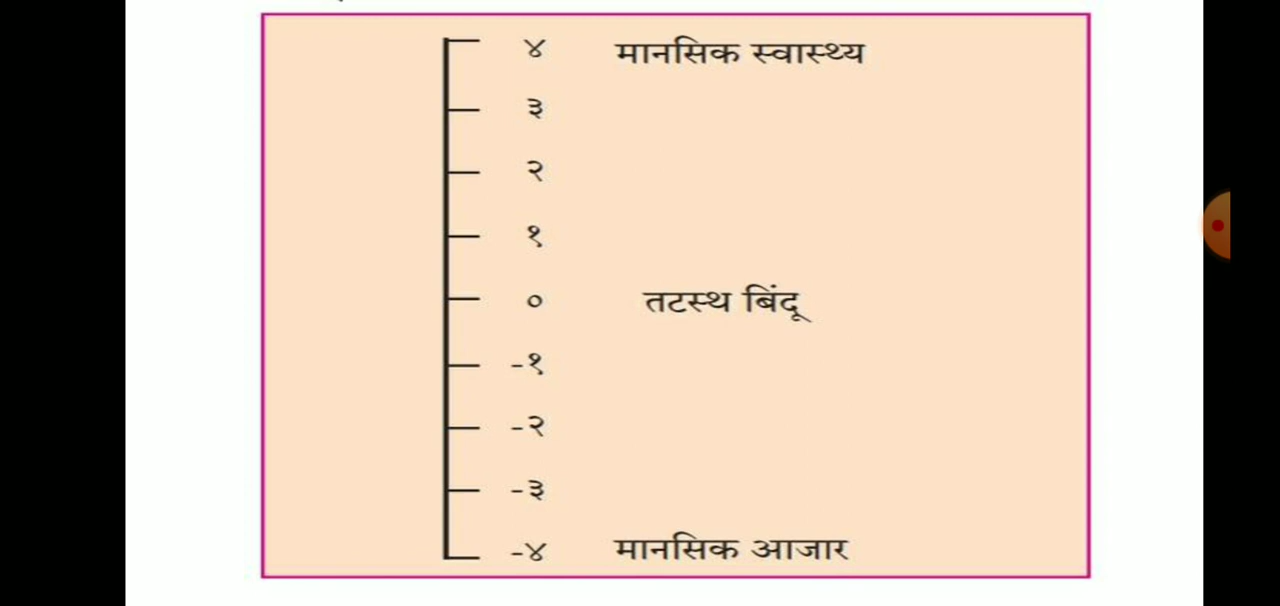 ४ मानसिक स्वास्थ्य
३
२
१
० तटस्थ बिंदू
-१
-२
-३
-४ मानसिक आजार